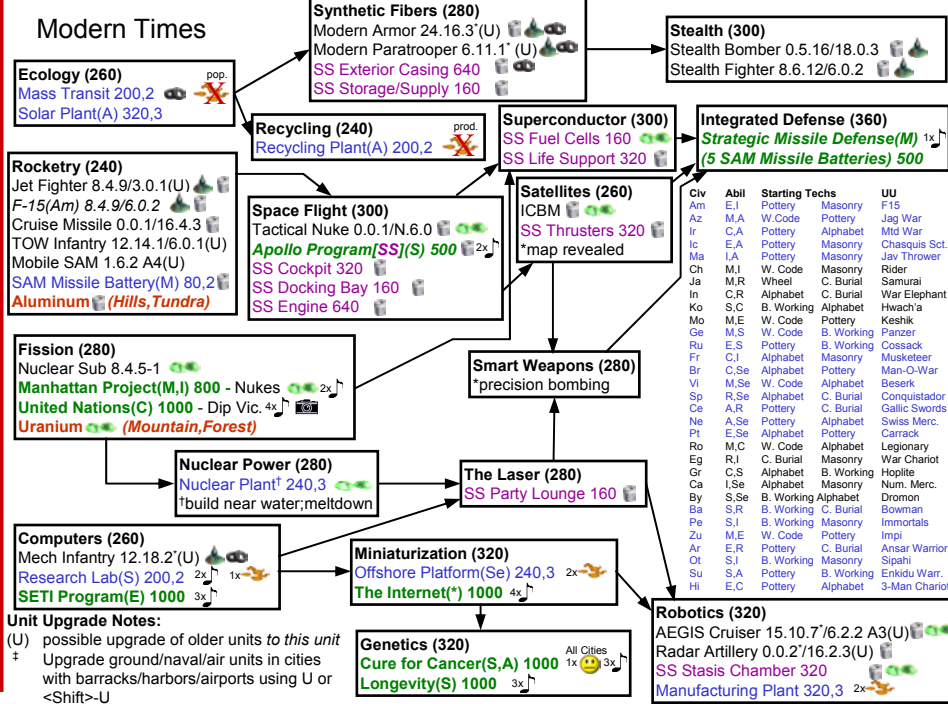 Modern Times
Synthetic Fibers (280)
Modern Armor 24.16.3*(U)
Modern Paratrooper 6.11.1* (U)
SS Exterior Casing 640
SS Storage/Supply 160
Stealth (300)
Stealth Bomber 0.5.16/18.0.3
Stealth Fighter 8.6.12/6.0.2
Ecology (260)
Mass Transit 200,2
pop.
X
Solar Plant(A) 320,3
Recycling (240)
Recycling Plant(A) 200,2
prod.
X
Superconductor (300)
SS Fuel Cells 160
SS Life Support 320
Integrated Defense (360)
Strategic Missile Defense(M) 1x
(5 SAM Missile Batteries) 500
Rocketry (240)
Jet Fighter 8.4.9/3.0.1(U)
F-15(Am) 8.4.9/6.0.2
Cruise Missile 0.0.1/16.4.3
TOW Infantry 12.14.1/6.0.1(U)
Mobile SAM 1.6.2 A4(U)
SAM Missile Battery(M) 80,2
Aluminum (Hills,Tundra)
Space Flight (300)
Tactical Nuke 0.0.1/N.6.0
Apollo Program[SS](S) 500 2x
SS Cockpit 320
SS Docking Bay 160
SS Engine 640
Satellites (260)
ICBM
SS Thrusters 320
*map revealed
Civ Abil Starting Techs UU
Am E,I Pottery Masonry F15
Az M,A W.Code Pottery Jag War
Ir C,A Pottery Alphabet Mtd War
Ic E,A Pottery Masonry Chasquis Sct.
Ma I,A Pottery Masonry Jav Thrower
Ch M,I W. Code Masonry Rider
Ja M,R Wheel C. Burial Samurai
In C,R Alphabet C. Burial War Elephant
Ko S,C B. Working Alphabet Hwach'a
Mo M,E W. Code Pottery Keshik
Ge M,S W. Code B. Working Panzer
Ru E,S Pottery B. Working Cossack
Fr C,I Alphabet Masonry Musketeer
Br C,Se Alphabet Pottery Man-O-War
Vi M,Se W. Code Alphabet Beserk
Sp R,Se Alphabet C. Burial Conquistador
Ce A,R Pottery C. Burial Gallic Swords
Ne A,Se Pottery Alphabet Swiss Merc.
Pt E,Se Alphabet Pottery Carrack
Ro M,C W. Code Alphabet Legionary
Eg R,I C. Burial Masonry War Chariot
Gr C,S Alphabet B. Working Hoplite
Ca I,Se Alphabet Masonry Num. Merc.
By S,Se B. Working Alphabet Dromon
Ba S,R B. Working C. Burial Bowman
Pe S,I B. Working Masonry Immortals
Zu M,E W. Code Pottery Impi
Ar E,R Pottery C. Burial Ansar Warrior
Ot S,I B. Working Masonry Sipahi
Su S,A Pottery B. Working Enkidu Warr.
Hi E,C Pottery Alphabet 3-Man Chariot
Fission (280)
Nuclear Sub 8.4.5-1
Manhattan Project(M,I) 800 - Nukes 2x
United Nations(C) 1000 - Dip Vic. 4x
Uranium (Mountain,Forest)
Smart Weapons (280)
*precision bombing
Nuclear Power (280)
Nuclear Plant† 240,3
†build near water;meltdown
The Laser (280)
SS Party Lounge 160
Computers (260)
Mech Infantry 12.18.2*(U)
Research Lab(S) 200,2 2x 1x
SETI Program(E) 1000 3x
Miniaturization (320)
Offshore Platform(Se) 240,3 2x
The Internet(*) 1000 4x
Genetics (320)
Cure for Cancer(S,A) 1000 All Cities 1x 3x
Longevity(S) 1000 3x
Robotics (320)
AEGIS Cruiser 15.10.7*/6.2.2 A3(U)
Radar Artillery 0.0.2*/16.2.3(U)
SS Stasis Chamber 320
Manufacturing Plant 320,3 2x
Unit Upgrade Notes:
(U) possible upgrade of older units to this unit
‡ Upgrade ground/naval/air units in cities
with barracks/harbors/airports using U or
<Shift>-U